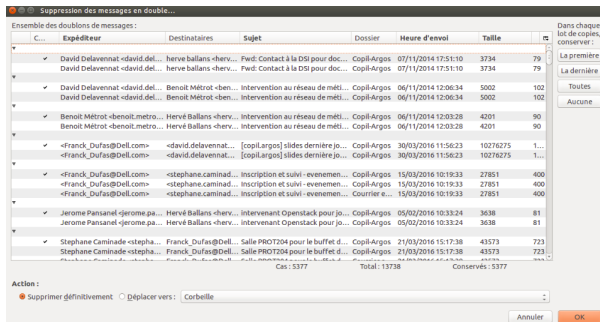 Suppression des messages en double...
Ensemble des doublons de messages :
Dans chaque lot de copies, conserver :
C... Expéditeur Destinataires Sujet Dossier Heure d'envoi Taille
✓ David Delavennat <david.del... herve ballans <herv... Fwd: Contact à la DSI pour doc... Copil-Argos 07/11/2014 17:51:10 3734 79
David Delavennat <david.del... herve ballans <herv... Fwd: Contact à la DSI pour doc... Copil-Argos 07/11/2014 17:51:10 3734 79
✓ David Delavennat <david.del... Benoit Métrot <ben... Intervention au réseau de méti... Copil-Argos 06/11/2014 12:06:34 5002 102
David Delavennat <david.del... Benoit Métrot <ben... Intervention au réseau de méti... Copil-Argos 06/11/2014 12:06:34 5002 102
✓ Benoit Métrot <benoit.metro... Hervé Ballans <herv... Intervention au réseau de méti... Copil-Argos 06/11/2014 12:03:28 4201 90
Benoit Métrot <benoit.metro... Hervé Ballans <herv... Intervention au réseau de méti... Copil-Argos 06/11/2014 12:03:28 4201 90
✓ <Franck_Dufas@Dell.com> <david.delavennat... [copil.argos] slides dernière jo... Copil-Argos 30/03/2016 11:56:23 10276275 1...
<Franck_Dufas@Dell.com> <david.delavennat... [copil.argos] slides dernière jo... Copil-Argos 30/03/2016 11:56:23 10276275 1...
✓ <Franck_Dufas@Dell.com> <stephane.caminad... Inscription et suivi - evenemen... Copil-Argos 15/03/2016 10:19:33 27851 400
<Franck_Dufas@Dell.com> <stephane.caminad... Inscription et suivi - evenemen... Copil-Argos 15/03/2016 10:19:33 27851 400
<Franck_Dufas@Dell.com> <stephane.caminad... Inscription et suivi - evenemen... Courrier e... 15/03/2016 10:19:33 27851 400
✓ Jerome Pansanel <jerome.pa... Hervé Ballans <herv... intervenant Openstack pour jo... Copil-Argos 05/02/2016 10:33:24 3638 81
Jerome Pansanel <jerome.pa... Hervé Ballans <herv... intervenant Openstack pour jo... Copil-Argos 05/02/2016 10:33:24 3638 81
✓ Stephane Caminade <stepha... Franck_Dufas@Dell... Salle PROT204 pour le buffet d... Copil-Argos 21/03/2016 15:17:38 43573 723
Stephane Caminade <stepha... Franck_Dufas@Dell... Salle PROT204 pour le buffet d... Copil-Argos 21/03/2016 15:17:38 43573 723
La première
La dernière
Toutes
Aucune
Cas : 5377 Total : 13738 Conservés : 5377
Action :
Supprimer définitivement Déplacer vers : Corbeille
Annuler OK